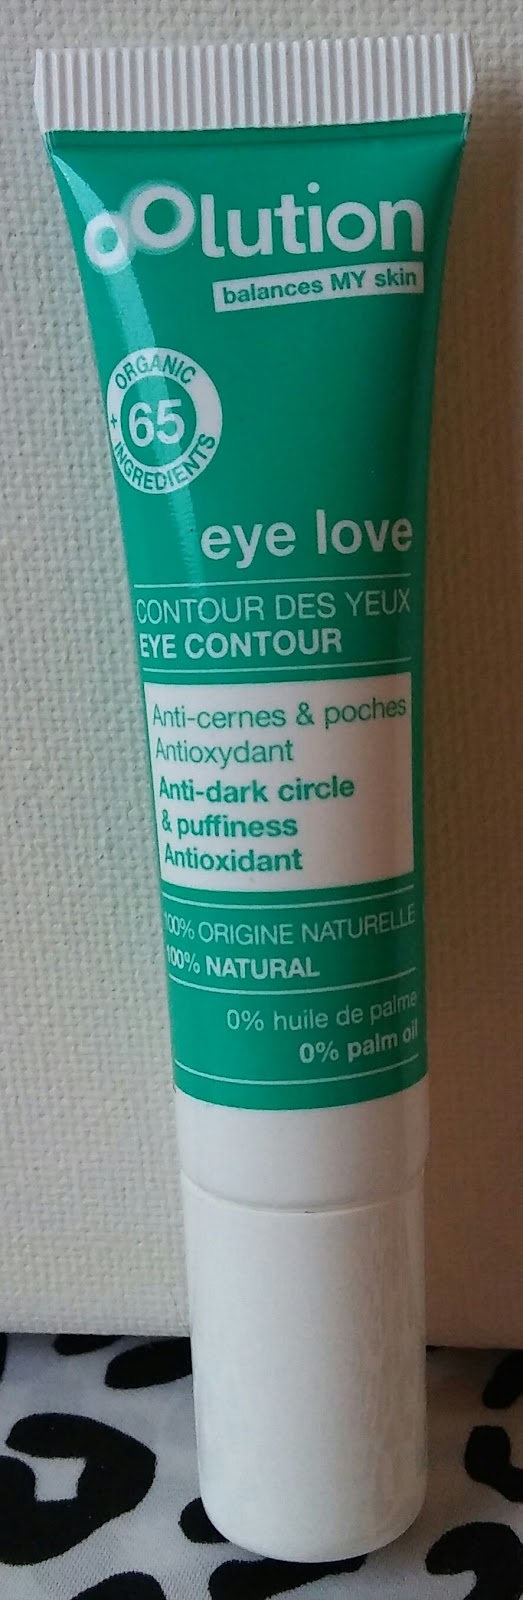 oOlution
balances MY skin
ORGANIC
+ 65
INGREDIENTS
eye love
CONTOUR DES YEUX
EYE CONTOUR
Anti-cernes & poches
Antioxydant
Anti-dark circle
& puffiness
Antioxidant
100% ORIGINE NATURELLE
100% NATURAL
0% huile de palme
0% palm oil